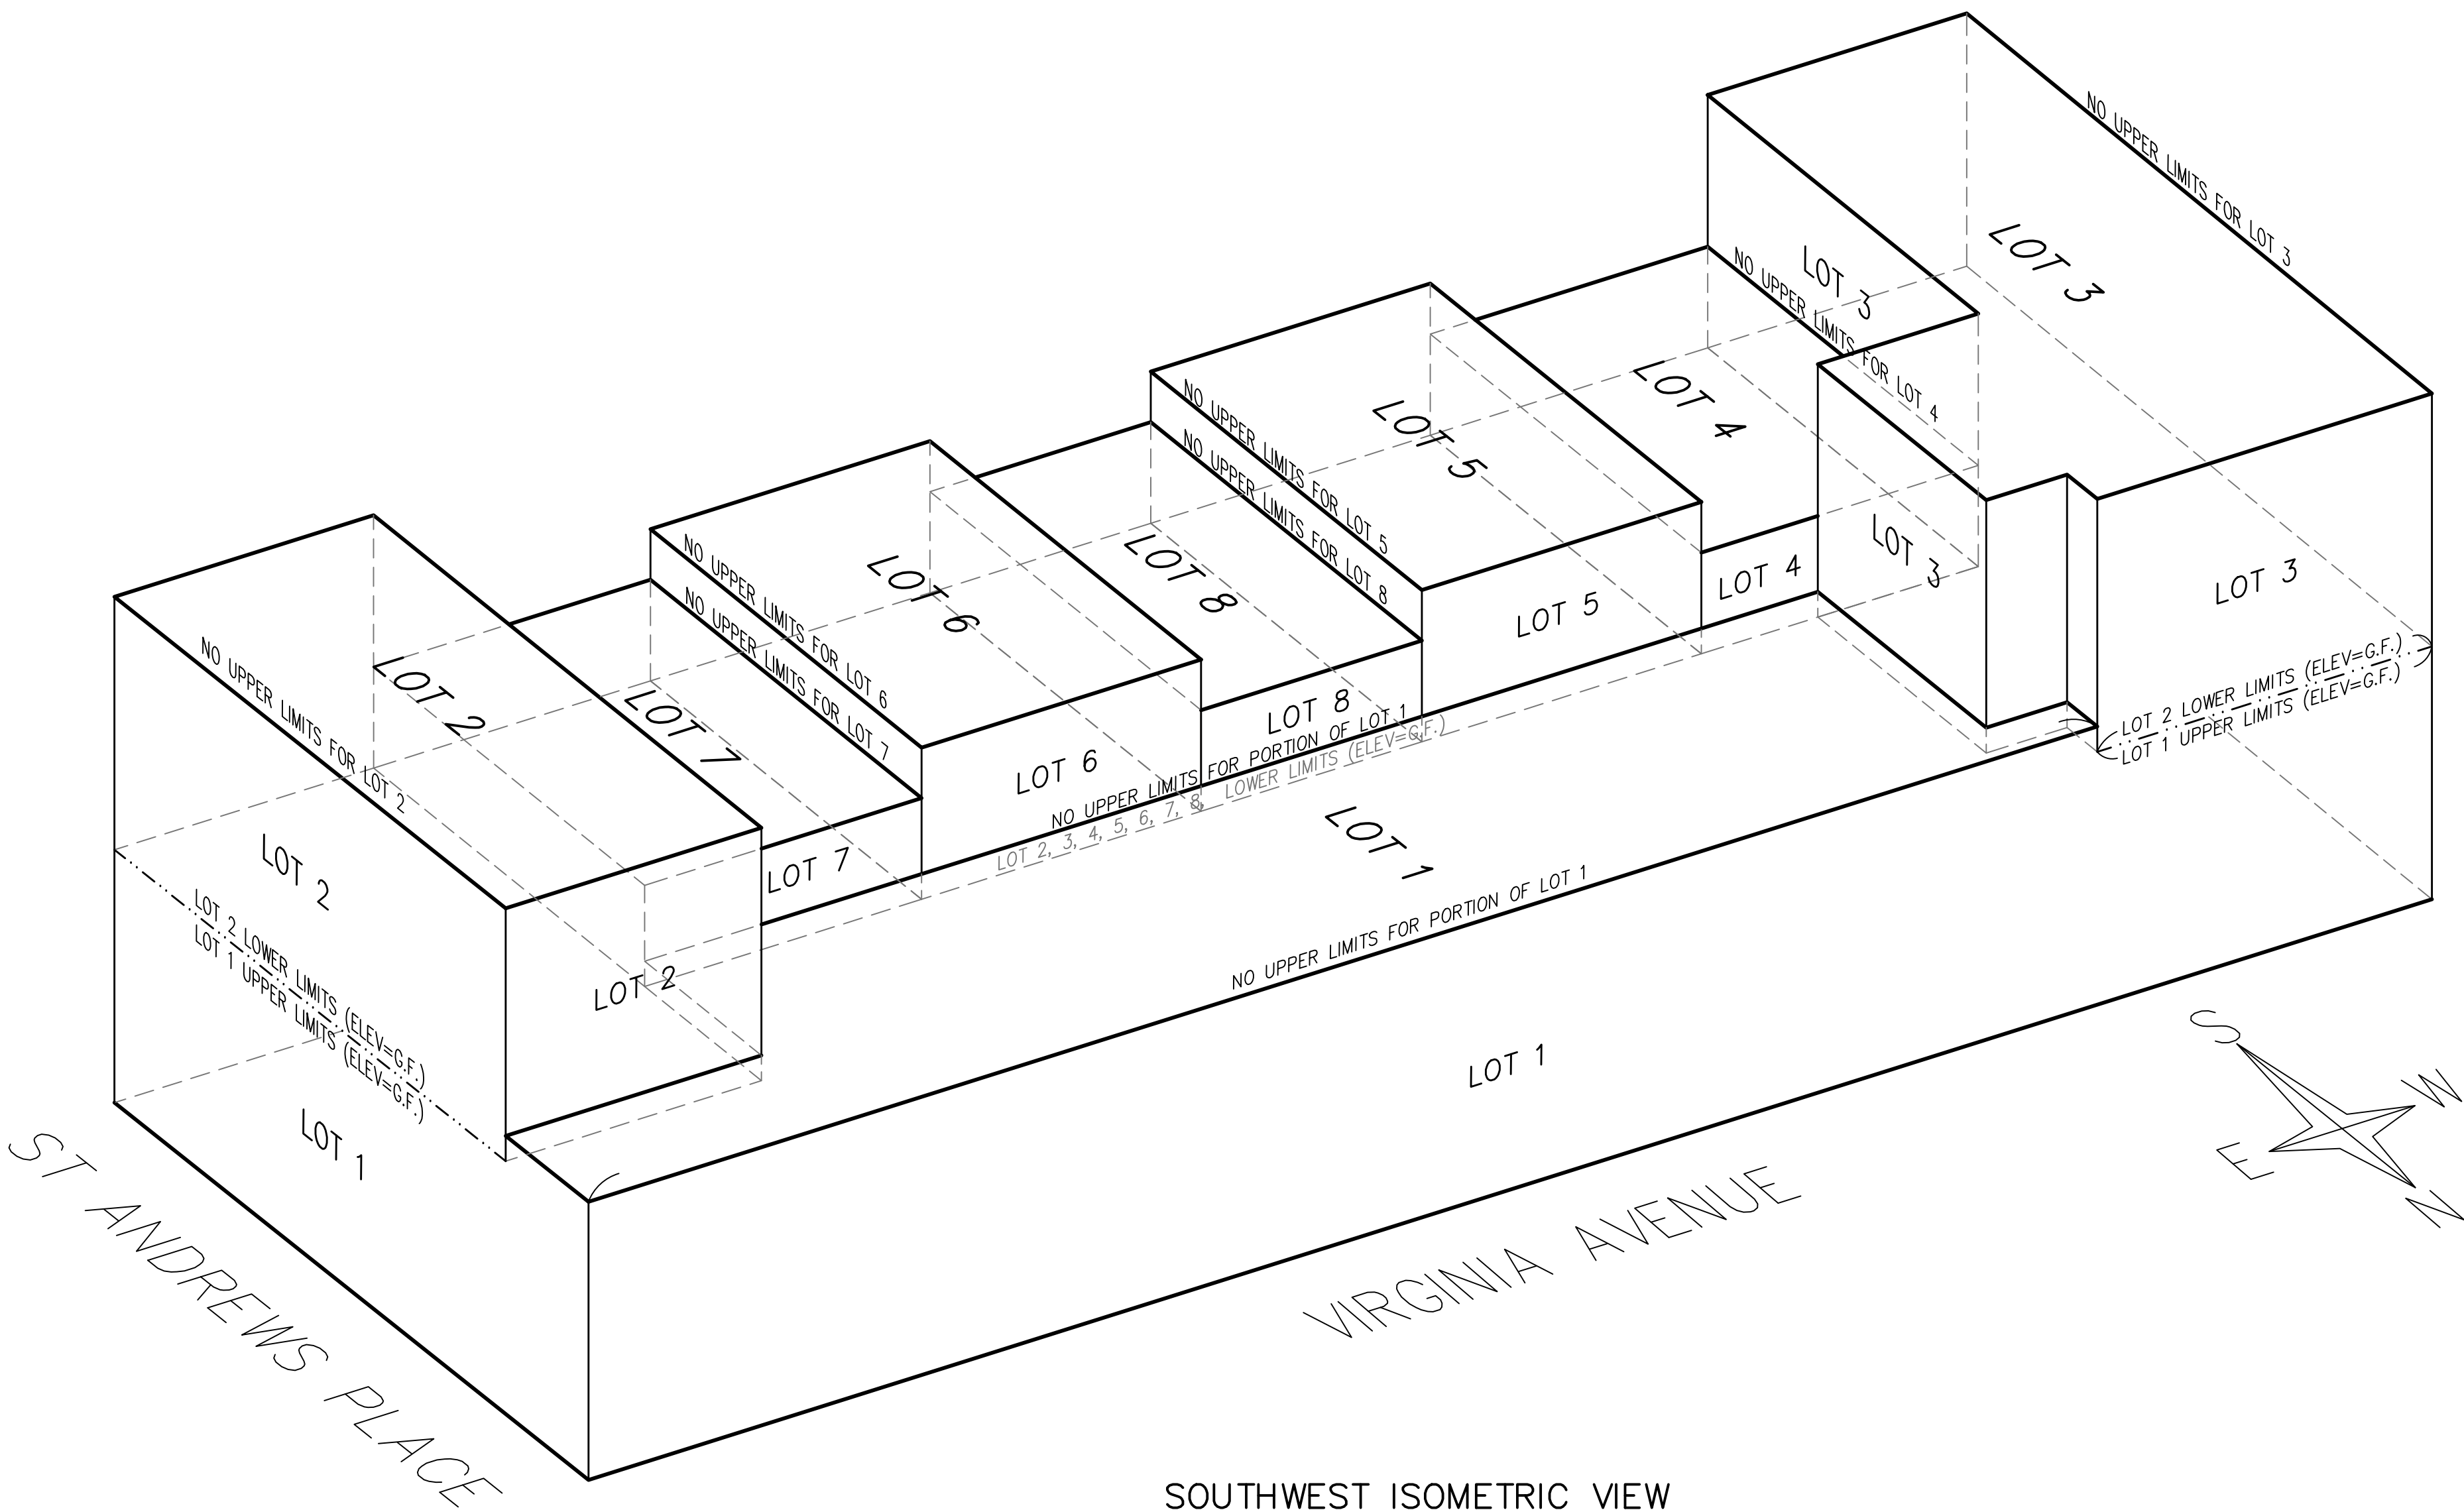 NO UPPER LIMITS FOR LOT 3
LOT 3
LOT 3
NO UPPER LIMITS FOR LOT 4
LOT 4
LOT 5
NO UPPER LIMITS FOR LOT 5
NO UPPER LIMITS FOR LOT 8
LOT 8
LOT 6
NO UPPER LIMITS FOR LOT 6
NO UPPER LIMITS FOR LOT 7
LOT 7
LOT 2
NO UPPER LIMITS FOR LOT 2
LOT 3
LOT 3
LOT 4
LOT 5
LOT 8
LOT 6
LOT 7
LOT 2
LOT 2
NO UPPER LIMITS FOR PORTION OF LOT 1
LOT 2, 3, 4, 5, 6, 7, 8, LOWER LIMITS (ELEV=G.F.)
LOT 2 LOWER LIMITS (ELEV=G.F.)
LOT 1 UPPER LIMITS (ELEV=G.F.)
LOT 1
NO UPPER LIMITS FOR PORTION OF LOT 1
LOT 2 LOWER LIMITS (ELEV=G.F.)
LOT 1 UPPER LIMITS (ELEV=G.F.)
LOT 1
LOT 1
S
W
E
N
ST ANDREWS PLACE
VIRGINIA AVENUE
SOUTHWEST ISOMETRIC VIEW